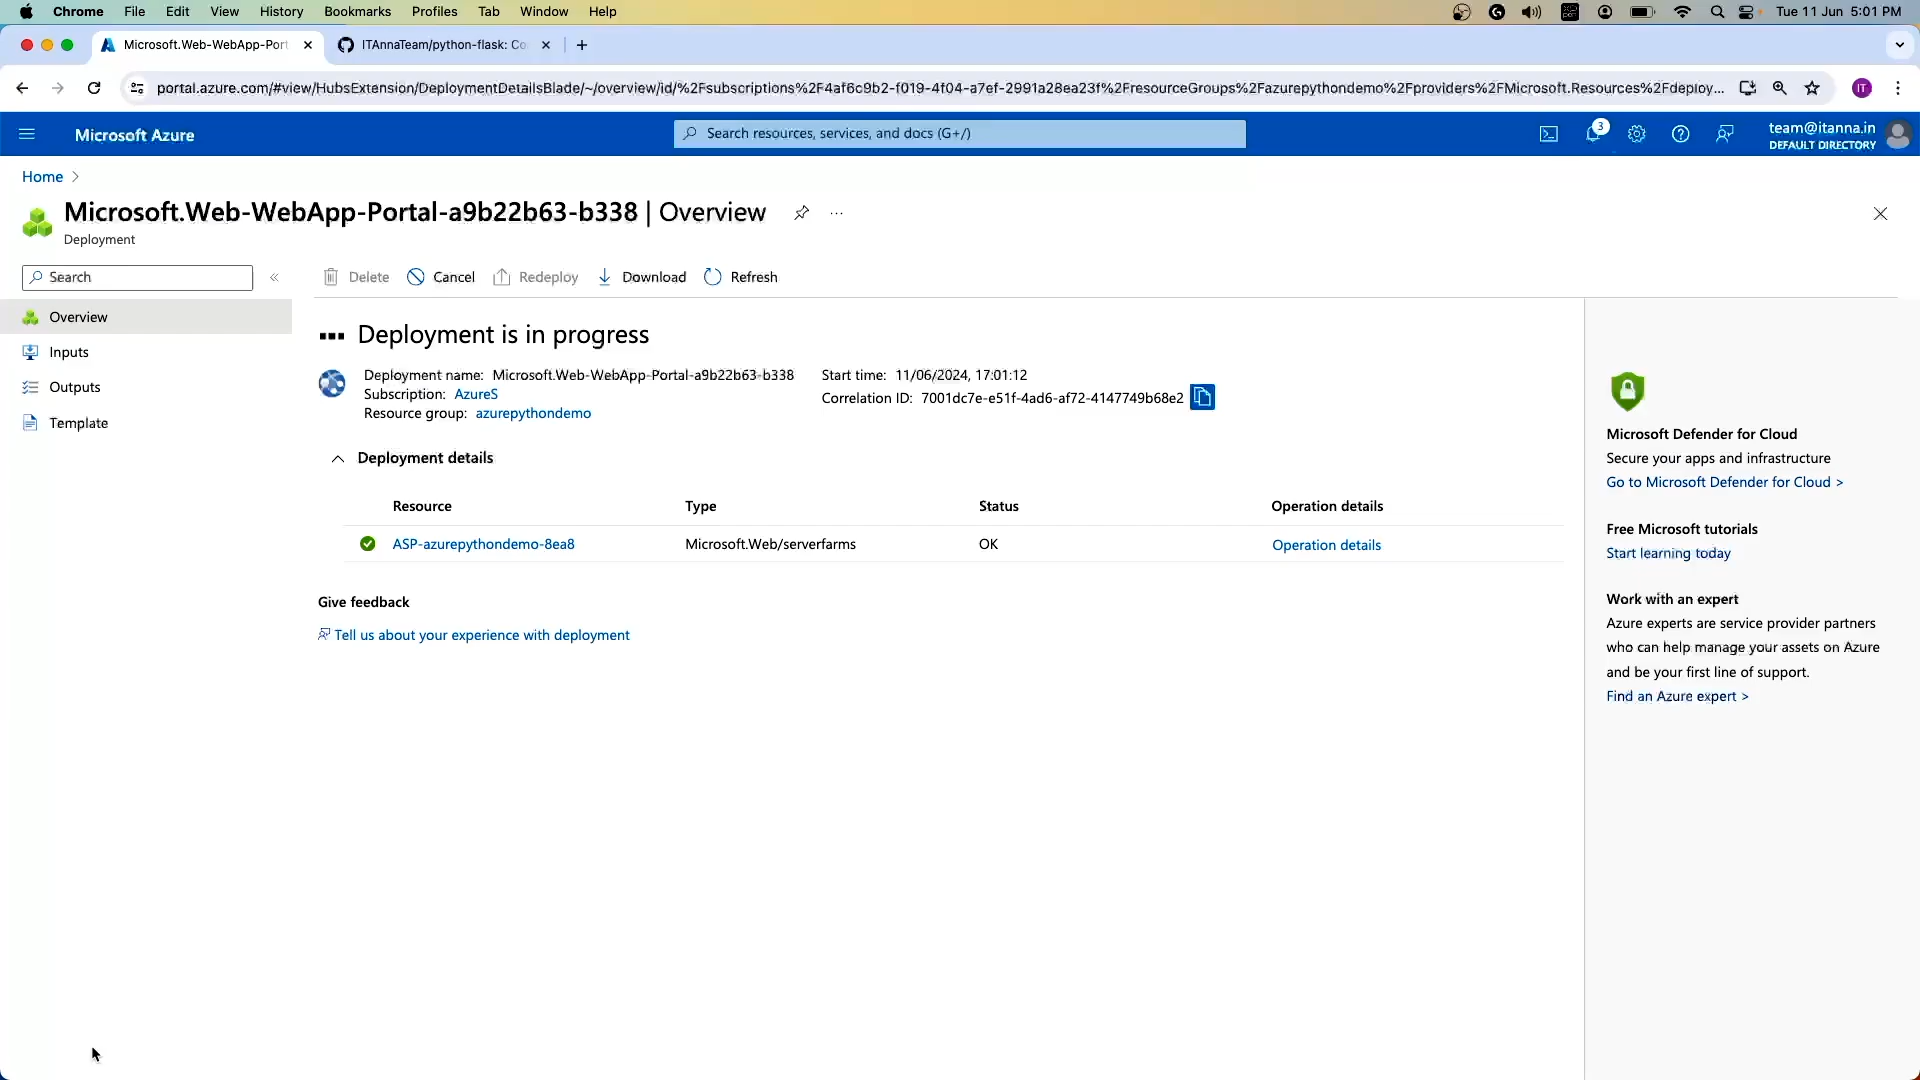 Chrome File Edit View History Bookmarks Profiles Tab Window Help Tue 11 Jun 5:01 PM
Microsoft.Web-WebApp-Port ITAnnaTeam/python-flask: Co
portal.azure.com/#view/HubsExtension/DeploymentDetailsBlade/~/overview/id/%2Fsubscriptions%2F4af6c9b2-f019-4f04-a7ef-2991a28ea23f%2FresourceGroups%2Fazurepythondemo%2Fproviders%2FMicrosoft.Resources%2Fdeploy... IT
Microsoft Azure Search resources, services, and docs (G+/) 3 team@itanna.in
DEFAULT DIRECTORY
Home >
Microsoft.Web-WebApp-Portal-a9b22b63-b338 | Overview ...
Deployment
Search « Delete Cancel Redeploy Download Refresh
Overview
Inputs
Outputs
Template
Deployment is in progress
Deployment name: Microsoft.Web-WebApp-Portal-a9b22b63-b338 Start time: 11/06/2024, 17:01:12
Subscription: AzureS Correlation ID: 7001dc7e-e51f-4ad6-af72-4147749b68e2
Resource group: azurepythondemo
Deployment details
Resource Type Status Operation details
ASP-azurepythondemo-8ea8 Microsoft.Web/serverfarms OK Operation details
Give feedback
Tell us about your experience with deployment
Microsoft Defender for Cloud
Secure your apps and infrastructure
Go to Microsoft Defender for Cloud >
Free Microsoft tutorials
Start learning today
Work with an expert
Azure experts are service provider partners
who can help manage your assets on Azure
and be your first line of support.
Find an Azure expert >